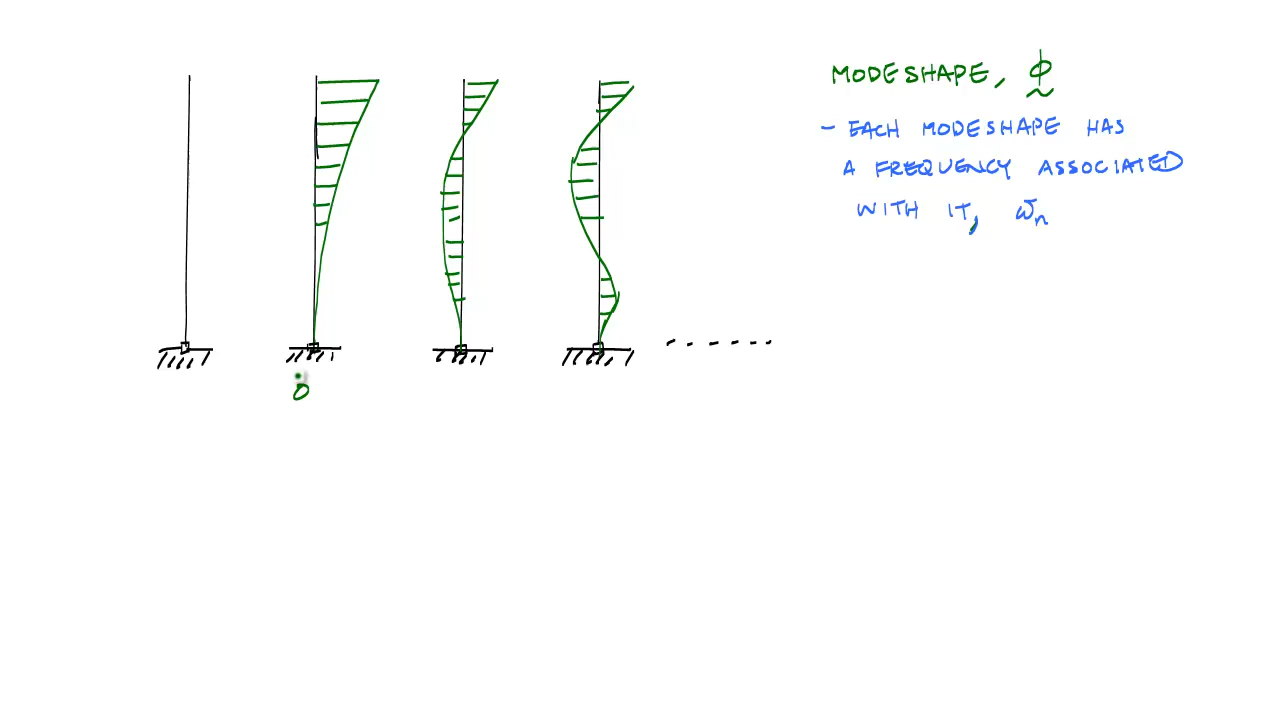 MODESHAPE, ϕ
- EACH MODESHAPE HAS
A FREQUENCY ASSOCIATED
WITH IT, ωn